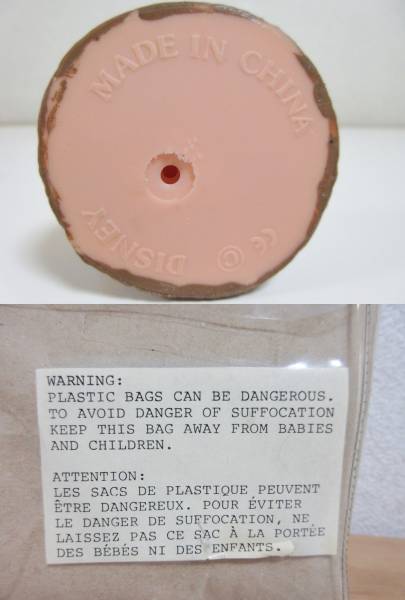 MADE IN CHINA
CE © DISNEY
WARNING:
PLASTIC BAGS CAN BE DANGEROUS.
TO AVOID DANGER OF SUFFOCATION
KEEP THIS BAG AWAY FROM BABIES
AND CHILDREN.
ATTENTION:
LES SACS DE PLASTIQUE PEUVENT
ÊTRE DANGEREUX. POUR ÉVITER
LE DANGER DE SUFFOCATION, NE
LAISSEZ PAS CE SAC À LA PORTÉE
DES BÉBÉS NI DES ENFANTS.